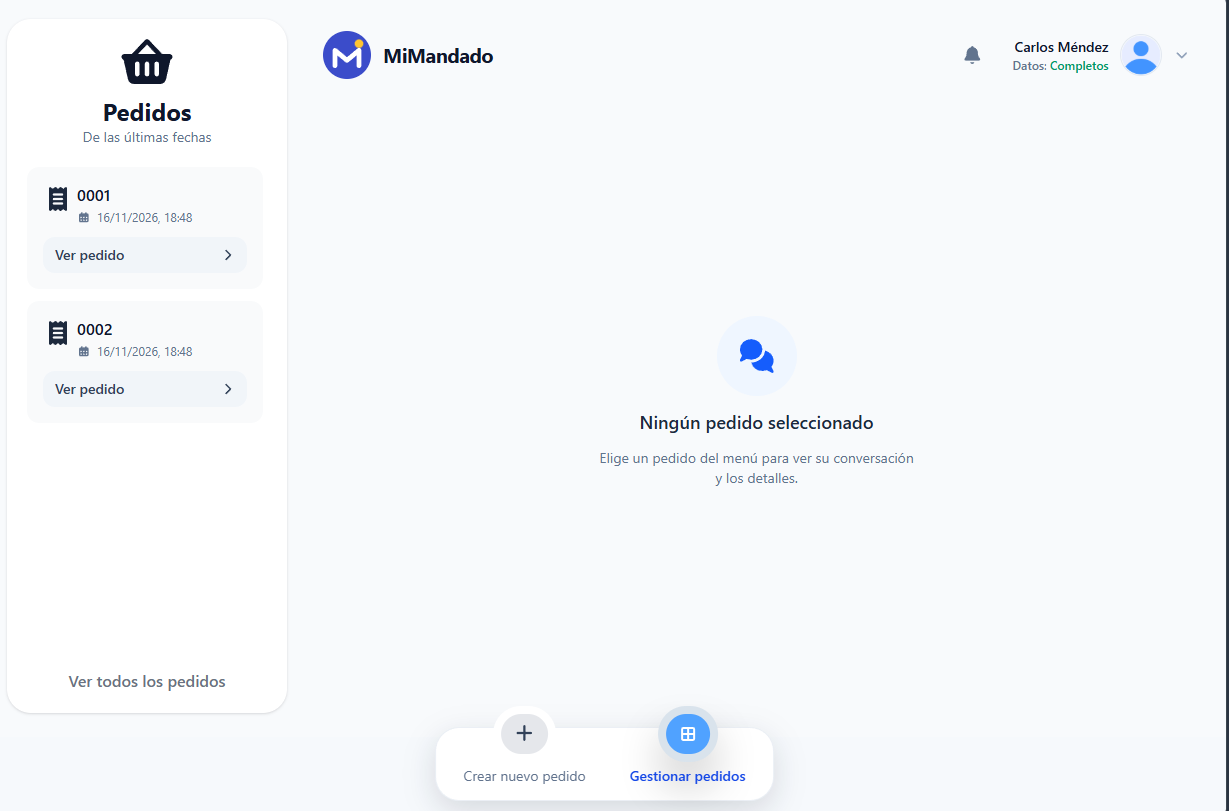 Pedidos
De las últimas fechas
0001
16/11/2026, 18:48
Ver pedido
0002
16/11/2026, 18:48
Ver pedido
Ver todos los pedidos
MiMandado
Carlos Méndez
Datos: Completos
Ningún pedido seleccionado
Elige un pedido del menú para ver su conversación
y los detalles.
Crear nuevo pedido
Gestionar pedidos